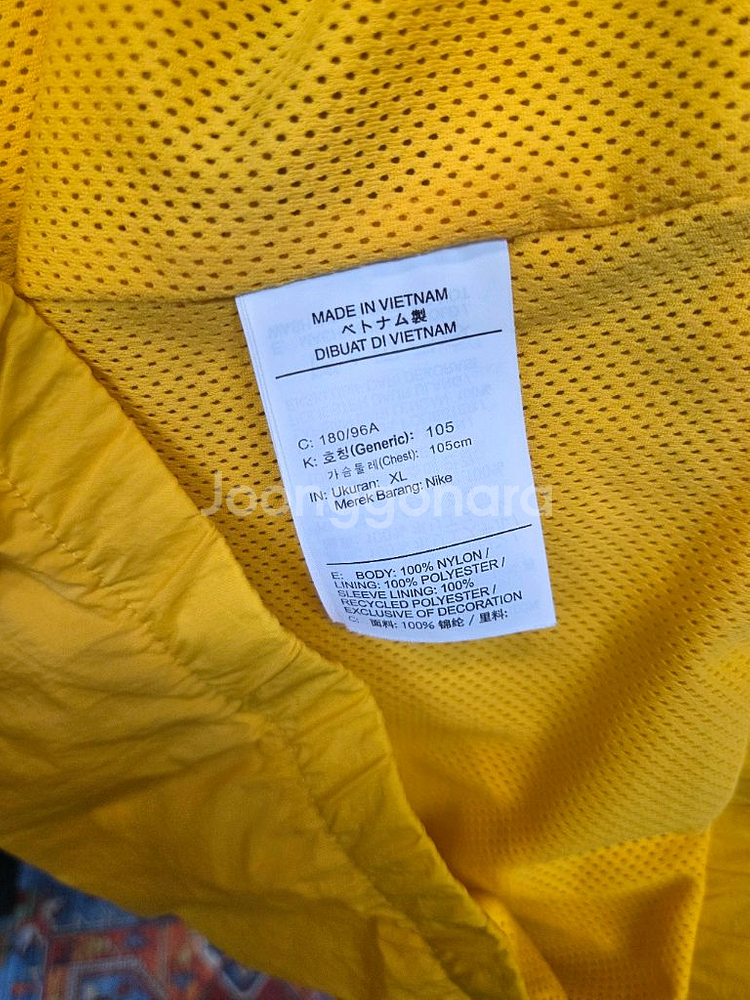 MADE IN VIETNAM
ベトナム製
DIBUAT DI VIETNAM
C: 180/96A
K: 호칭(Generic): 105
가슴둘레(Chest): 105cm
IN: Ukuran: XL
Merek Barang: Nike
Joonggonara
E: BODY: 100% NYLON /
LINING: 100% POLYESTER /
SLEEVE LINING: 100%
RECYCLED POLYESTER /
EXCLUSIVE OF DECORATION
C: 面料: 100% 锦纶 / 里料: